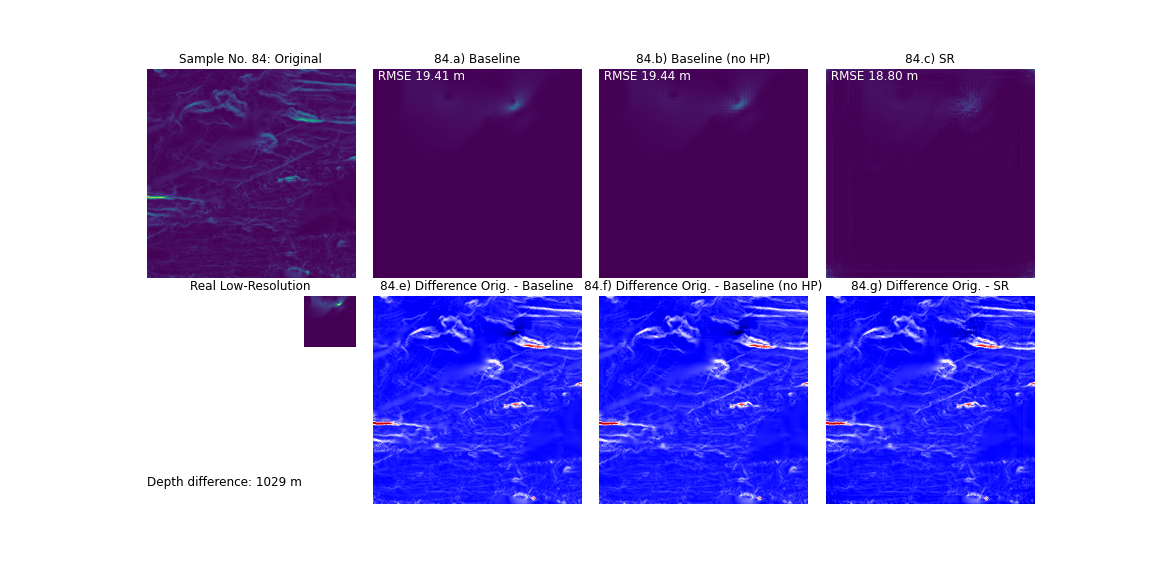 Sample No. 84: Original
84.a) Baseline
84.b) Baseline (no HP)
84.c) SR
RMSE 19.41 m
RMSE 19.44 m
RMSE 18.80 m
Real Low-Resolution
84.e) Difference Orig. - Baseline
84.f) Difference Orig. - Baseline (no HP)
84.g) Difference Orig. - SR
Depth difference: 1029 m